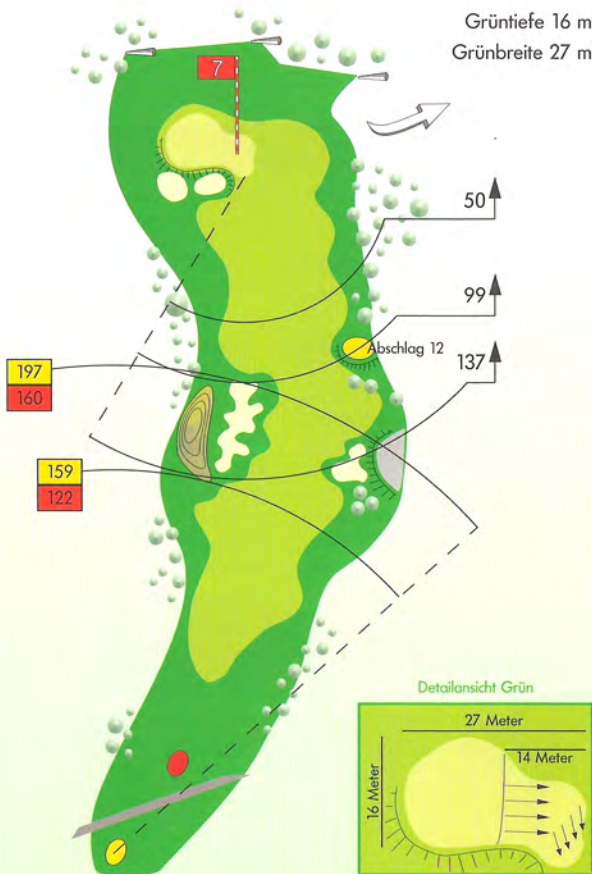 Grüntiefe 16 m
Grünbreite 27 m
7
50
99
Abschlag 12
137
197
160
159
122
Detailansicht Grün
27 Meter
14 Meter
16 Meter